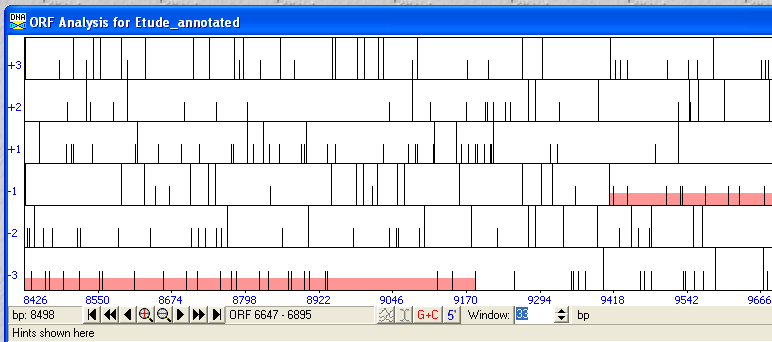 DNA ORF Analysis for Etude_annotated
+3
+2
+1
-1
-2
-3
8426 8550 8674 8798 8922 9046 9170 9294 9418 9542 9666
bp: 8498 ORF 6647 - 6895 G+C 5' Window: 33 bp
Hints shown here